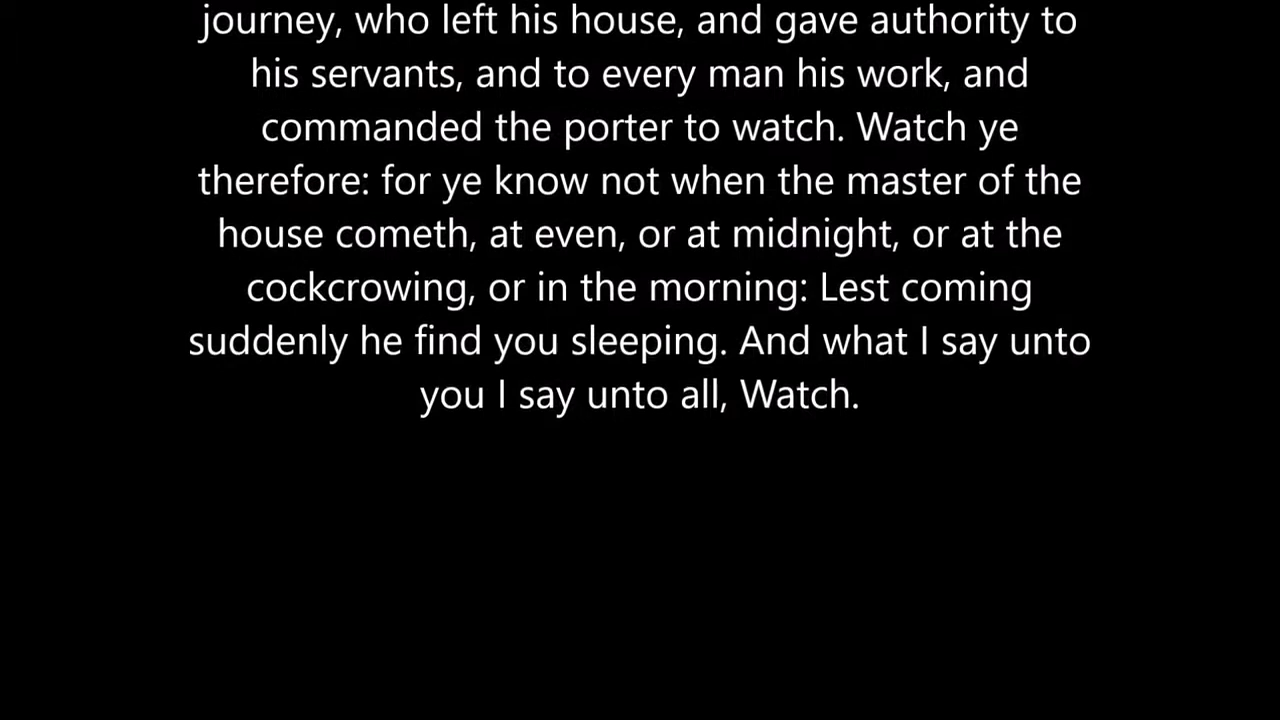 journey, who left his house, and gave authority to
his servants, and to every man his work, and
commanded the porter to watch. Watch ye
therefore: for ye know not when the master of the
house cometh, at even, or at midnight, or at the
cockcrowing, or in the morning: Lest coming
suddenly he find you sleeping. And what I say unto
you I say unto all, Watch.